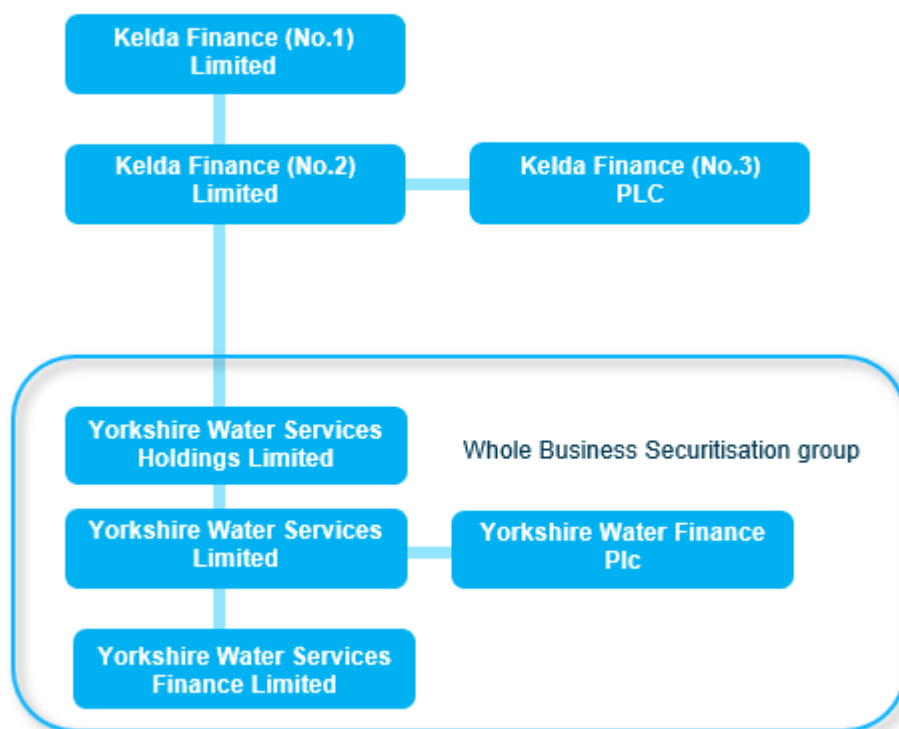 Kelda Finance (No.1)
Limited
Kelda Finance (No.2)
Limited
Kelda Finance (No.3)
PLC
Yorkshire Water Services
Holdings Limited
Whole Business Securitisation group
Yorkshire Water Services
Limited
Yorkshire Water Finance
Plc
Yorkshire Water Services
Finance Limited